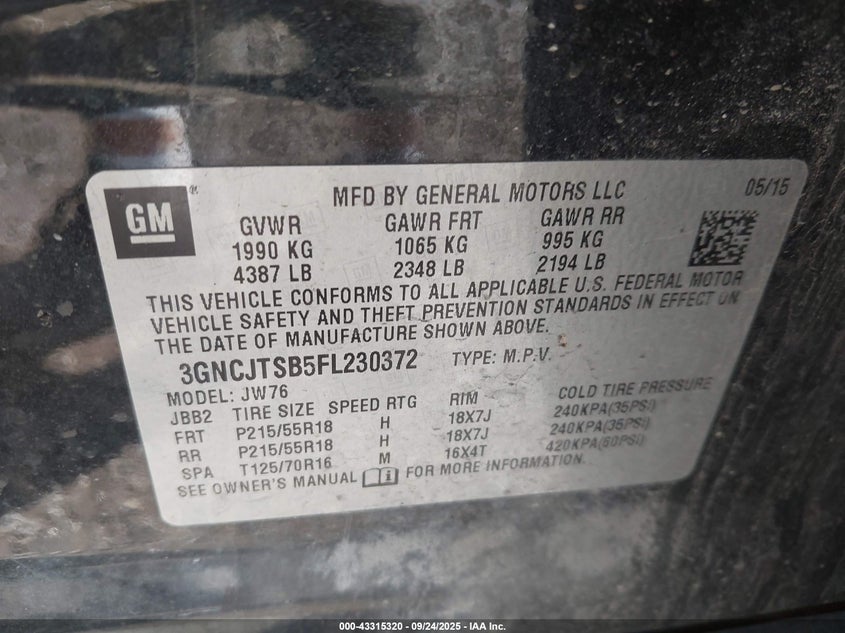 GM
MFD BY GENERAL MOTORS LLC 05/15
GVWR GAWR FRT GAWR RR
1990 KG 1065 KG 995 KG
4387 LB 2348 LB 2194 LB
THIS VEHICLE CONFORMS TO ALL APPLICABLE U.S. FEDERAL MOTOR
VEHICLE SAFETY AND THEFT PREVENTION STANDARDS IN EFFECT ON
THE DATE OF MANUFACTURE SHOWN ABOVE.
3GNCJTSB5FL230372 TYPE: M.P.V.
MODEL: JW76
JBB2 TIRE SIZE SPEED RTG RIM COLD TIRE PRESSURE
FRT P215/55R18 H 18X7J 240KPA(35PSI)
RR P215/55R18 H 18X7J 240KPA(35PSI)
SPA T125/70R16 M 16X4T 420KPA(60PSI)
SEE OWNER'S MANUAL FOR MORE INFORMATION.
000-43315320 - 09/24/2025 - IAA Inc.